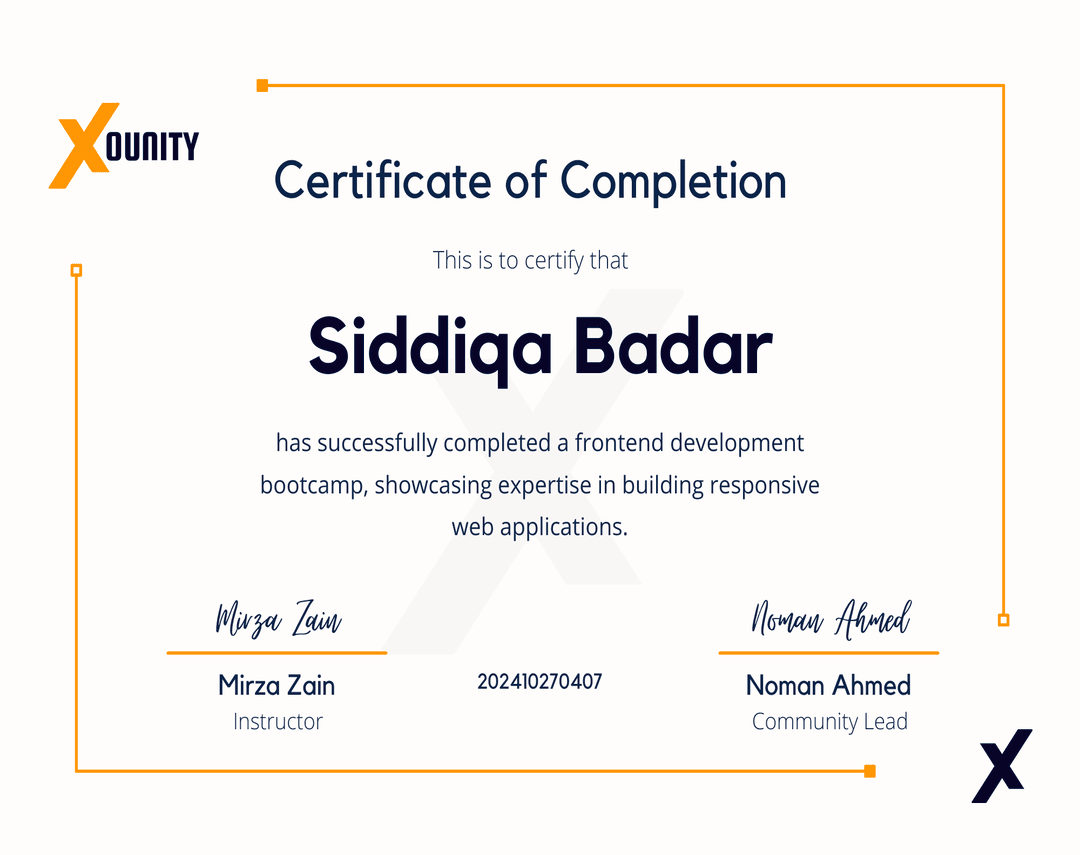 XOUNITY
Certificate of Completion
This is to certify that
Siddiqa Badar
has successfully completed a frontend development
bootcamp, showcasing expertise in building responsive
web applications.
Mirza Zain
Noman Ahmed
Mirza Zain
202410270407
Noman Ahmed
Instructor
Community Lead
X